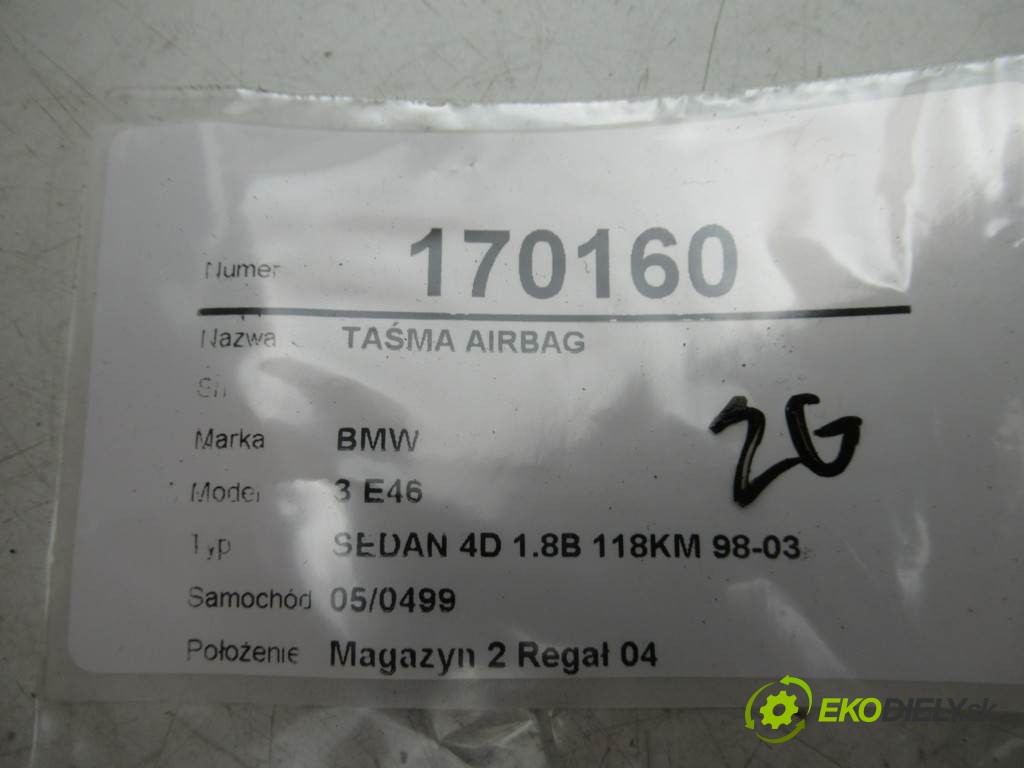 Numer 170160
Nazwa TAŚMA AIRBAG
Sn
Marka BMW
2G
Model 3 E46
Typ SEDAN 4D 1.8B 118KM 98-03
Samochód 05/0499
Położenie Magazyn 2 Regał 04
EKODIELY.sk